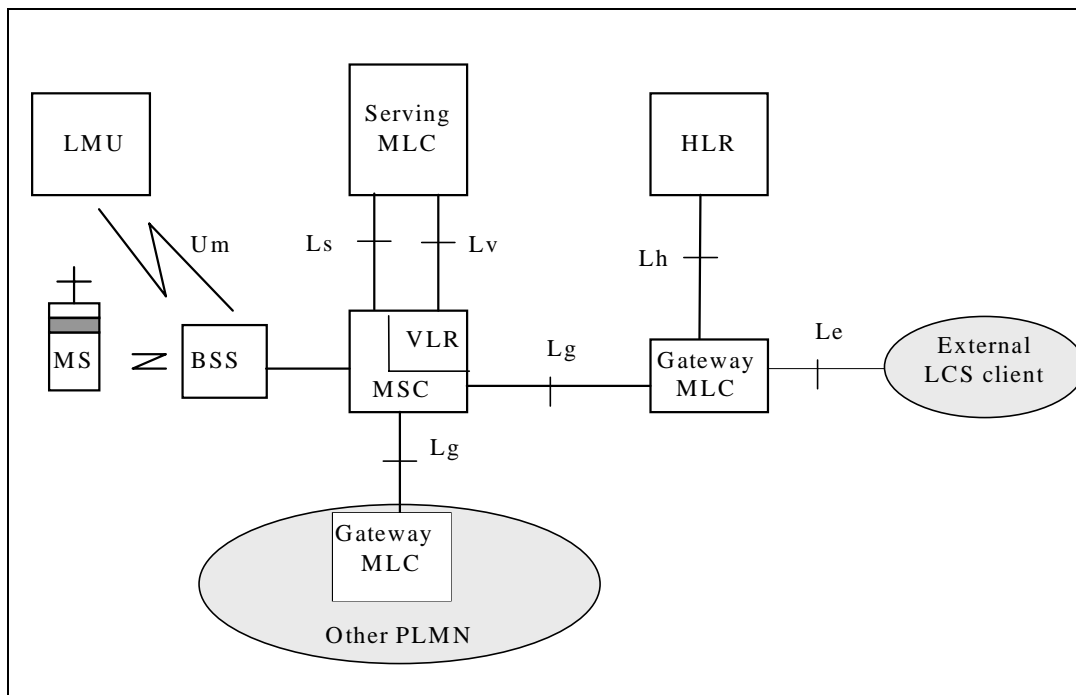 LMU
Serving
MLC
HLR
Um
Ls
Lv
Lh
MS
BSS
VLR
MSC
Lg
Gateway
MLC
Le
External
LCS client
Lg
Gateway
MLC
Other PLMN